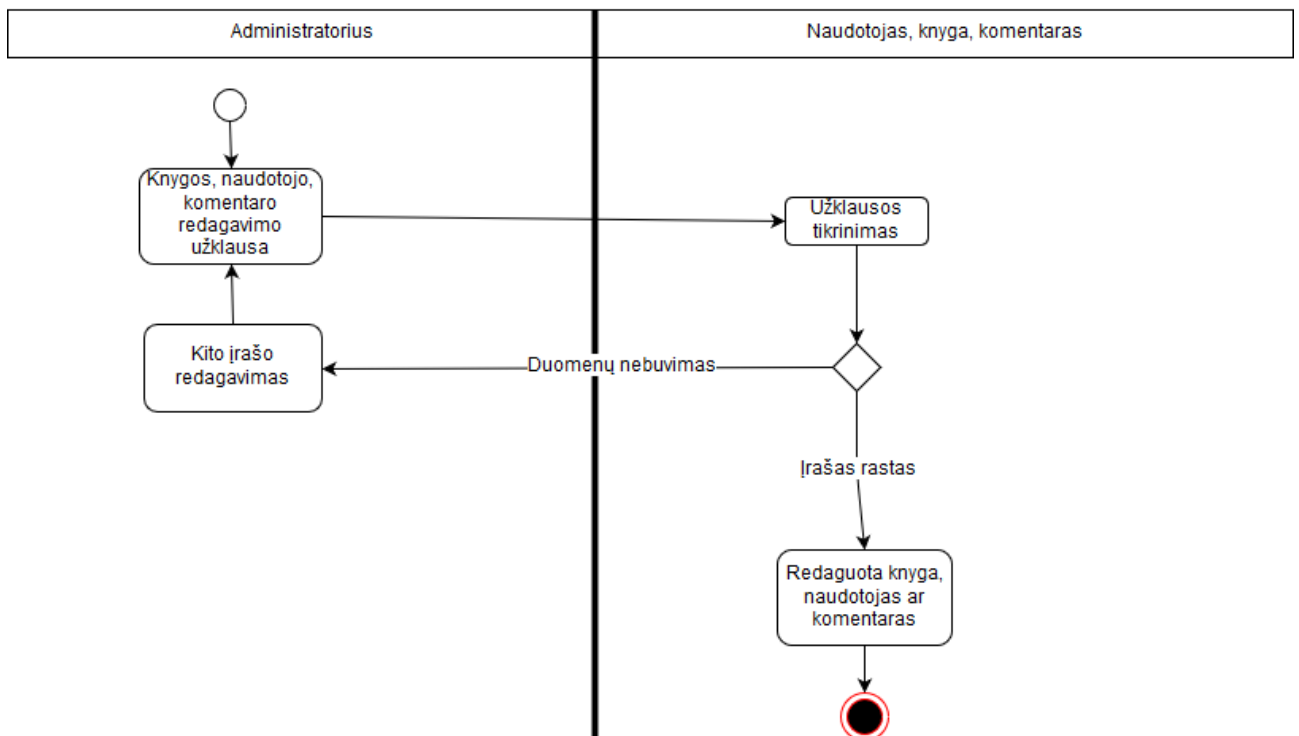 Administratorius
Naudotojas, knyga, komentaras
Knygos, naudotojo,
komentaro
redagavimo
užklausa
Užklausos
tikrinimas
Kito įrašo
redagavimas
Duomenų nebuvimas
Įrašas rastas
Redaguota knyga,
naudotojas ar
komentaras